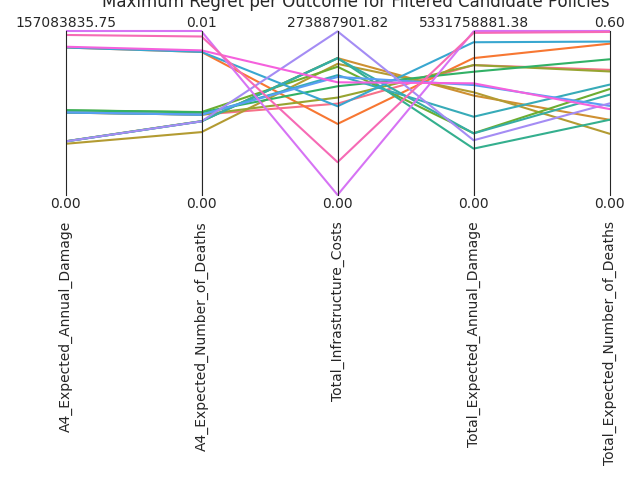 Maximum Regret per Outcome for Filtered Candidate Policies
157083835.75
0.01
273887901.82
5331758881.38
0.60
0.00
0.00
0.00
0.00
0.00
A4_Expected_Annual_Damage
A4_Expected_Number_of_Deaths
Total_Infrastructure_Costs
Total_Expected_Annual_Damage
Total_Expected_Number_of_Deaths